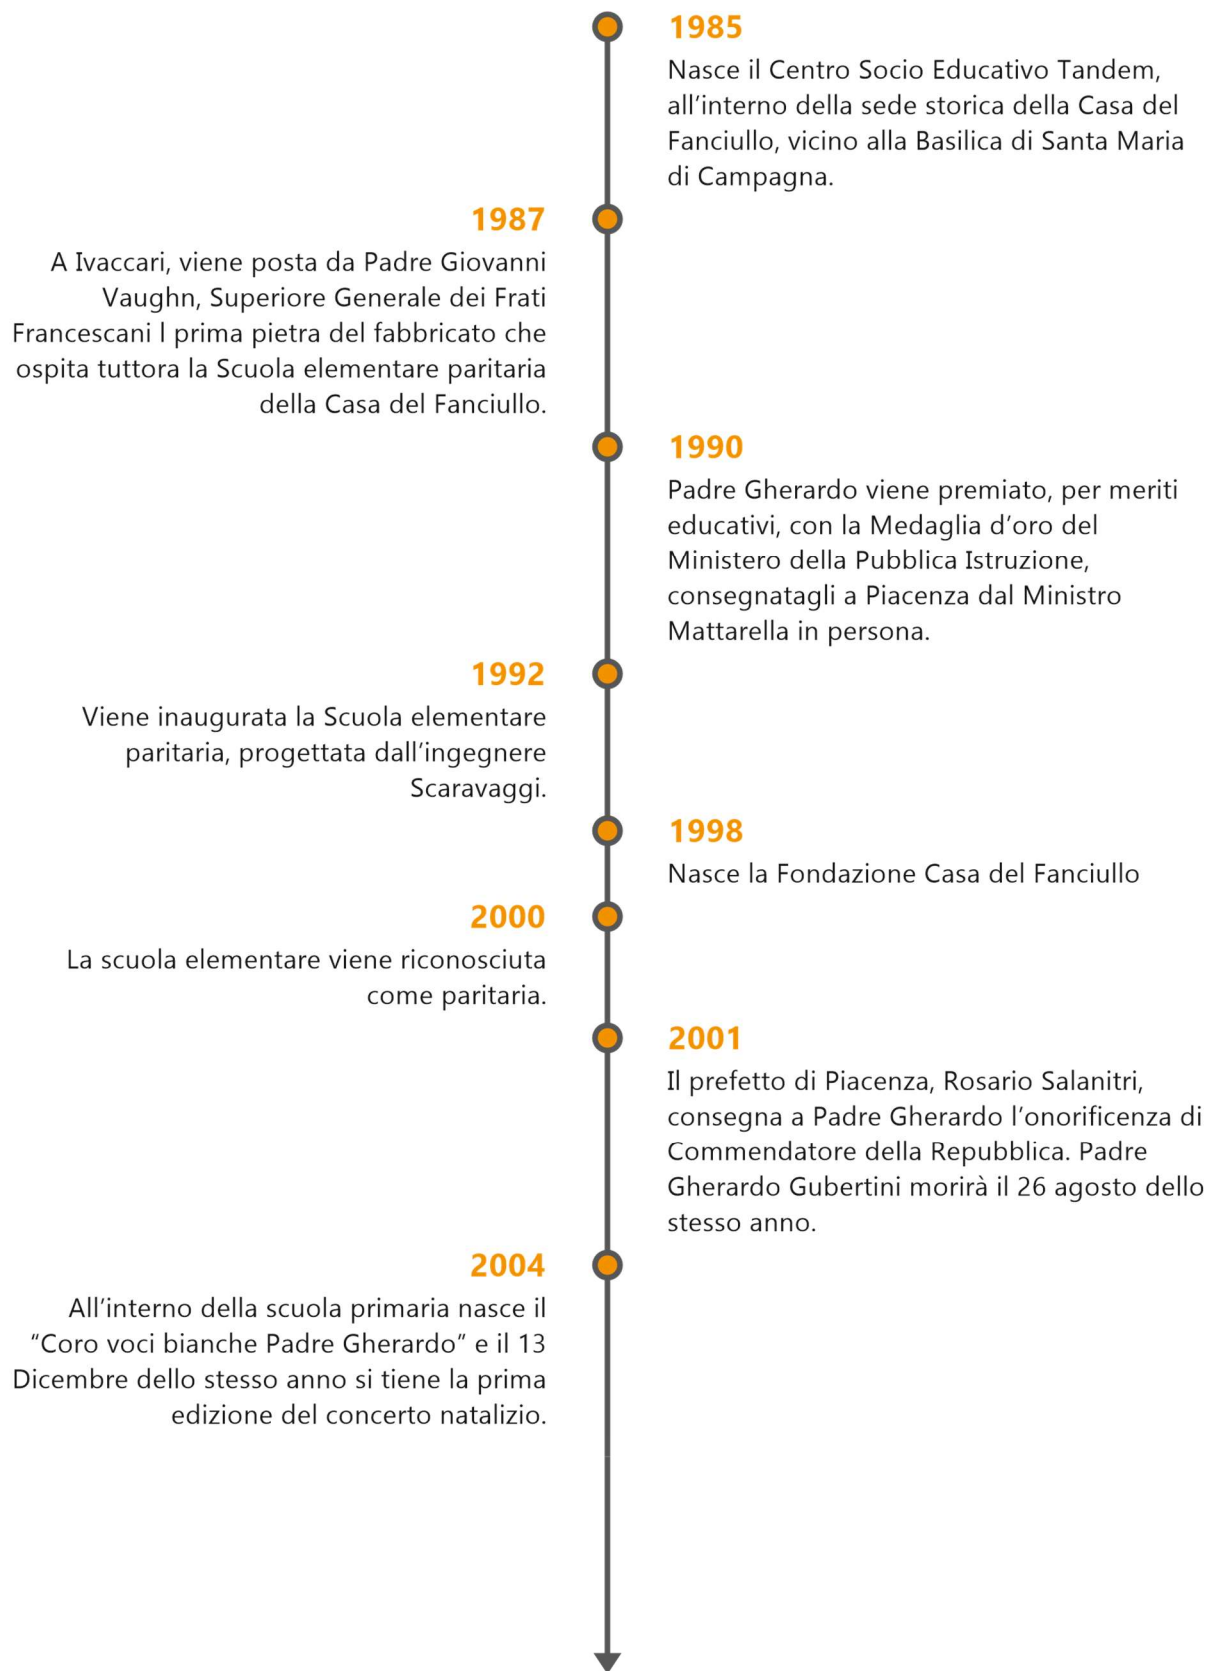 1985
Nasce il Centro Socio Educativo Tandem,
all’interno della sede storica della Casa del
Fanciullo, vicino alla Basilica di Santa Maria
di Campagna.
1987
A Ivaccari, viene posta da Padre Giovanni
Vaughn, Superiore Generale dei Frati
Francescani l prima pietra del fabbricato che
ospita tuttora la Scuola elementare paritaria
della Casa del Fanciullo.
1990
Padre Gherardo viene premiato, per meriti
educativi, con la Medaglia d’oro del
Ministero della Pubblica Istruzione,
consegnatagli a Piacenza dal Ministro
Mattarella in persona.
1992
Viene inaugurata la Scuola elementare
paritaria, progettata dall’ingegnere
Scaravaggi.
1998
Nasce la Fondazione Casa del Fanciullo
2000
La scuola elementare viene riconosciuta
come paritaria.
2001
Il prefetto di Piacenza, Rosario Salanitri,
consegna a Padre Gherardo l’onorificenza di
Commendatore della Repubblica. Padre
Gherardo Gubertini morirà il 26 agosto dello
stesso anno.
2004
All’interno della scuola primaria nasce il
“Coro voci bianche Padre Gherardo” e il 13
Dicembre dello stesso anno si tiene la prima
edizione del concerto natalizio.